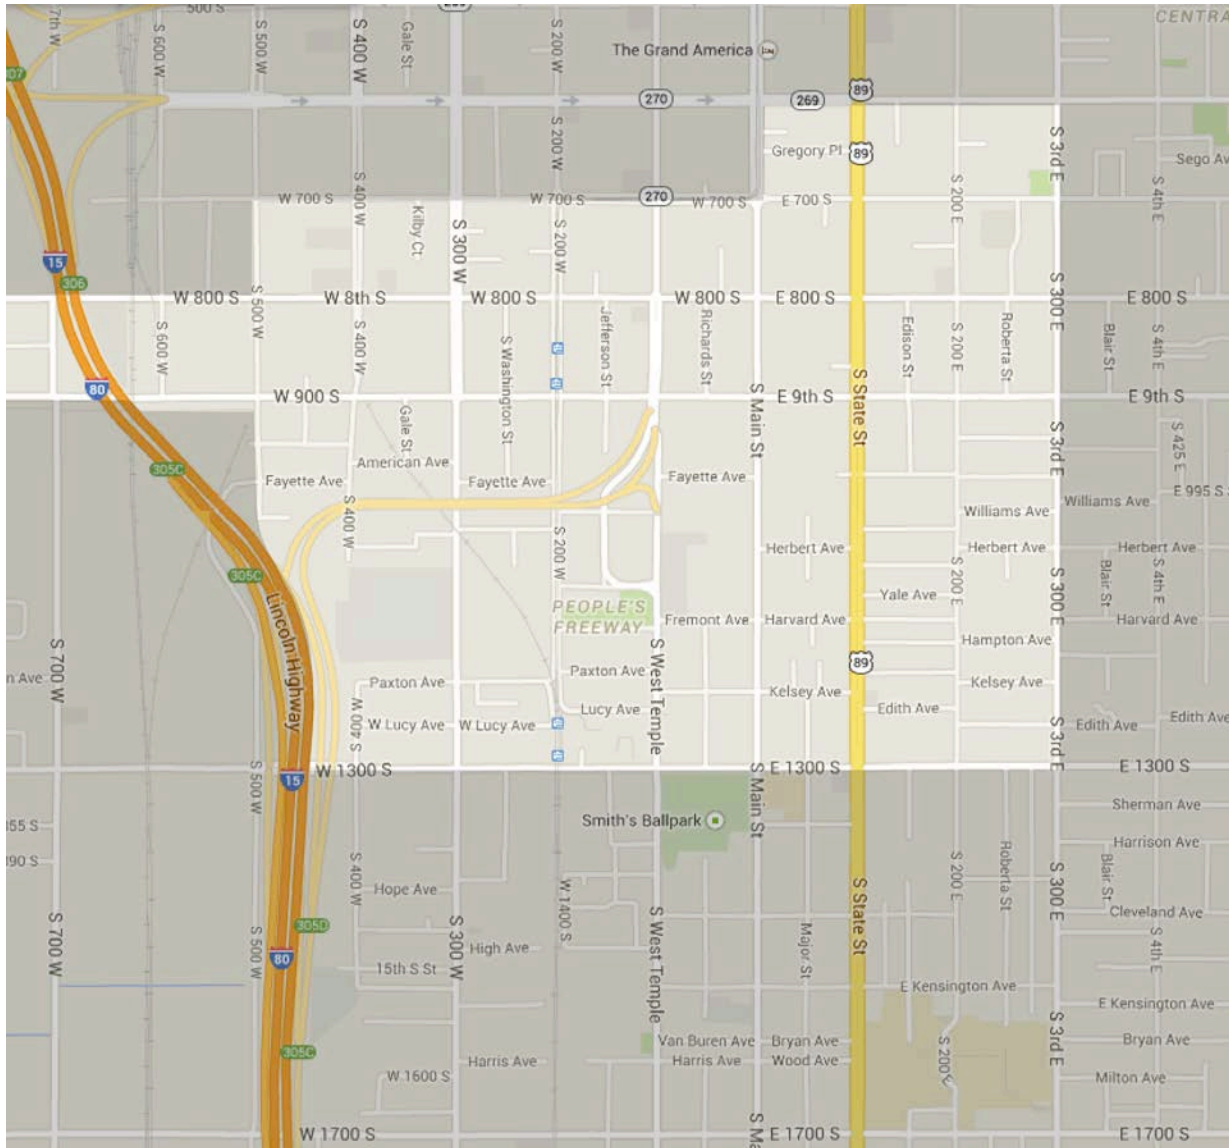 500 S
7th W
S 600 W
S 500 W
S 400 W
Gale St
S 200 W
The Grand America
CENTRA
307
270
269
89
S 200 W
Gregory Pl
89
S 3rd E
Sego Av
S 400 W
S 200 E
S 4th E
W 700 S
W 700 S
270
W 700 S
E 700 S
Kilby Ct
S 300 W
S 200 W
15
306
S 500 W
W 800 S
W 8th S
W 800 S
W 800 S
E 800 S
S 300 E
E 800 S
S 600 W
S 400 W
S Washington St
Jefferson St
Richards St
Edison St
S 200 E
Roberta St
Blair St
S 4th E
80
W 900 S
S Main St
S State St
E 9th S
E 9th S
Gale St
S 3rd E
S 425 E
305C
American Ave
Fayette Ave
Fayette Ave
Fayette Ave
E 995 S
Williams Ave
Williams Ave
S 400 W
S 200 W
Herbert Ave
Herbert Ave
Herbert Ave
305C
S 200 E
S 300 E
Blair St
S 4th E
Yale Ave
PEOPLE'S
FREEWAY
Fremont Ave
Harvard Ave
Harvard Ave
Lincoln Highway
S 700 W
S West Temple
Hampton Ave
89
n Ave
Paxton Ave
Paxton Ave
Kelsey Ave
Kelsey Ave
S 400 W
Lucy Ave
Edith Ave
W Lucy Ave
W Lucy Ave
S 3rd E
Edith Ave
Edith Ave
S 500 W
15
W 1300 S
E 1300 S
E 1300 S
S Main St
Sherman Ave
355 S
Smith's Ballpark
Harrison Ave
390 S
S 400 W
Hope Ave
W 1400 S
S State St
S 200 E
Roberta St
S 300 E
Blair St
Cleveland Ave
S 700 W
305D
S 300 W
S West Temple
Major St
S 4th E
High Ave
S 500 W
80
15th S St
E Kensington Ave
E Kensington Ave
Van Buren Ave
Bryan Ave
S 200 E
S 3rd E
Bryan Ave
305C
Harris Ave
Harris Ave
Wood Ave
W 1600 S
Milton Ave
W 1700 S
S Ma
E 1700 S
E 1700 S